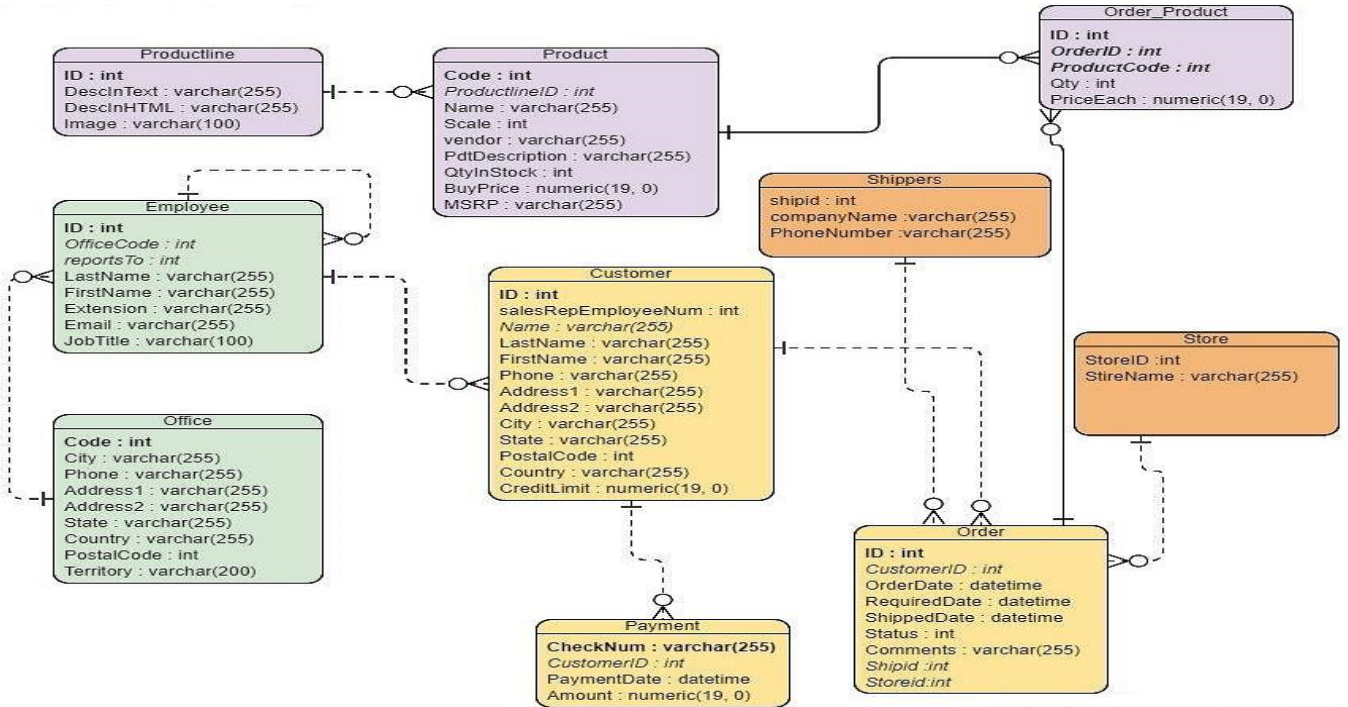 Productline
ID : int
DescInText : varchar(255)
DescInHTML : varchar(255)
Image : varchar(100)
Product
Code : int
ProductlineID : int
Name : varchar(255)
Scale : int
vendor : varchar(255)
PdtDescription : varchar(255)
QtyInStock : int
BuyPrice : numeric(19, 0)
MSRP : varchar(255)
Order_Product
ID : int
OrderID : int
ProductCode : int
Qty : int
PriceEach : numeric(19, 0)
Employee
ID : int
OfficeCode : int
reportsTo : int
LastName : varchar(255)
FirstName : varchar(255)
Extension : varchar(255)
Email : varchar(255)
JobTitle : varchar(100)
Shippers
shipid : int
companyName :varchar(255)
PhoneNumber :varchar(255)
Customer
ID : int
salesRepEmployeeNum : int
Name : varchar(255)
LastName : varchar(255)
FirstName : varchar(255)
Phone : varchar(255)
Address1 : varchar(255)
Address2 : varchar(255)
City : varchar(255)
State : varchar(255)
PostalCode : int
Country : varchar(255)
CreditLimit : numeric(19, 0)
Store
StoreID :int
StireName : varchar(255)
Office
Code : int
City : varchar(255)
Phone : varchar(255)
Address1 : varchar(255)
Address2 : varchar(255)
State : varchar(255)
Country : varchar(255)
PostalCode : int
Territory : varchar(200)
Order
ID : int
CustomerID : int
OrderDate : datetime
RequiredDate : datetime
ShippedDate : datetime
Status : int
Comments : varchar(255)
Shipid :int
Storeid:int
Payment
CheckNum : varchar(255)
CustomerID : int
PaymentDate : datetime
Amount : numeric(19, 0)